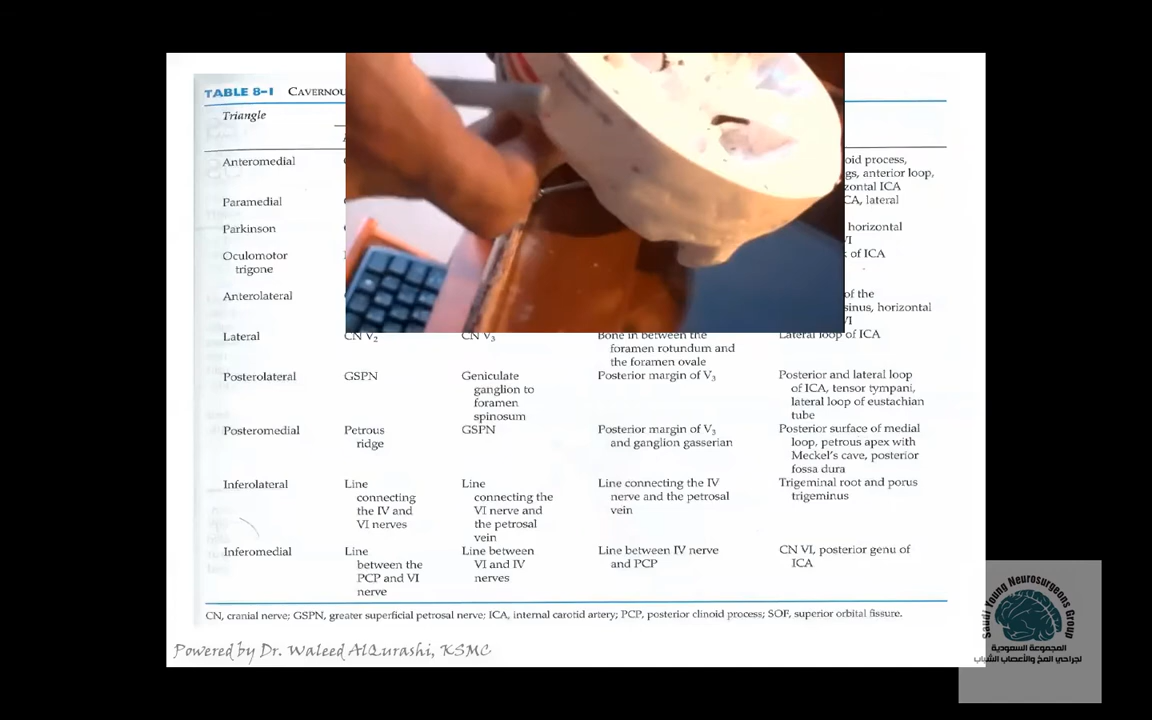 TABLE 8-1 CAVERNOU
Triangle
Anteromedial
oid process,
gs, anterior loop,
zontal ICA
Paramedial
CA, lateral
Parkinson
horizontal
VI
Oculomotor
trigone
of ICA
Anterolateral
of the
sinus, horizontal
VI
Lateral CN V₂ CN V₃ Bone in between the
foramen rotundum and
the foramen ovale
Lateral loop of ICA
Posterolateral GSPN Geniculate
ganglion to
foramen
spinosum
Posterior margin of V₃
Posterior and lateral loop
of ICA, tensor tympani,
lateral loop of eustachian
tube
Posteromedial Petrous
ridge
GSPN
Posterior margin of V₃
and ganglion gasserian
Posterior surface of medial
loop, petrous apex with
Meckel's cave, posterior
fossa dura
Inferolateral Line
connecting
the IV and
VI nerves
Line
connecting the
VI nerve and
the petrosal
vein
Line connecting the IV
nerve and the petrosal
vein
Trigeminal root and porus
trigeminus
Inferomedial Line
between the
PCP and VI
nerve
Line between
VI and IV
nerves
Line between IV nerve
and PCP
CN VI, posterior genu of
ICA
CN, cranial nerve; GSPN, greater superficial petrosal nerve; ICA, internal carotid artery; PCP, posterior clinoid process; SOF, superior orbital fissure.
Powered by Dr. Waleed AlQurashi, KSMC
Saudi Young Neurosurgeons Group
المجموعة السعودية
لجراحي المخ والأعصاب الشباب